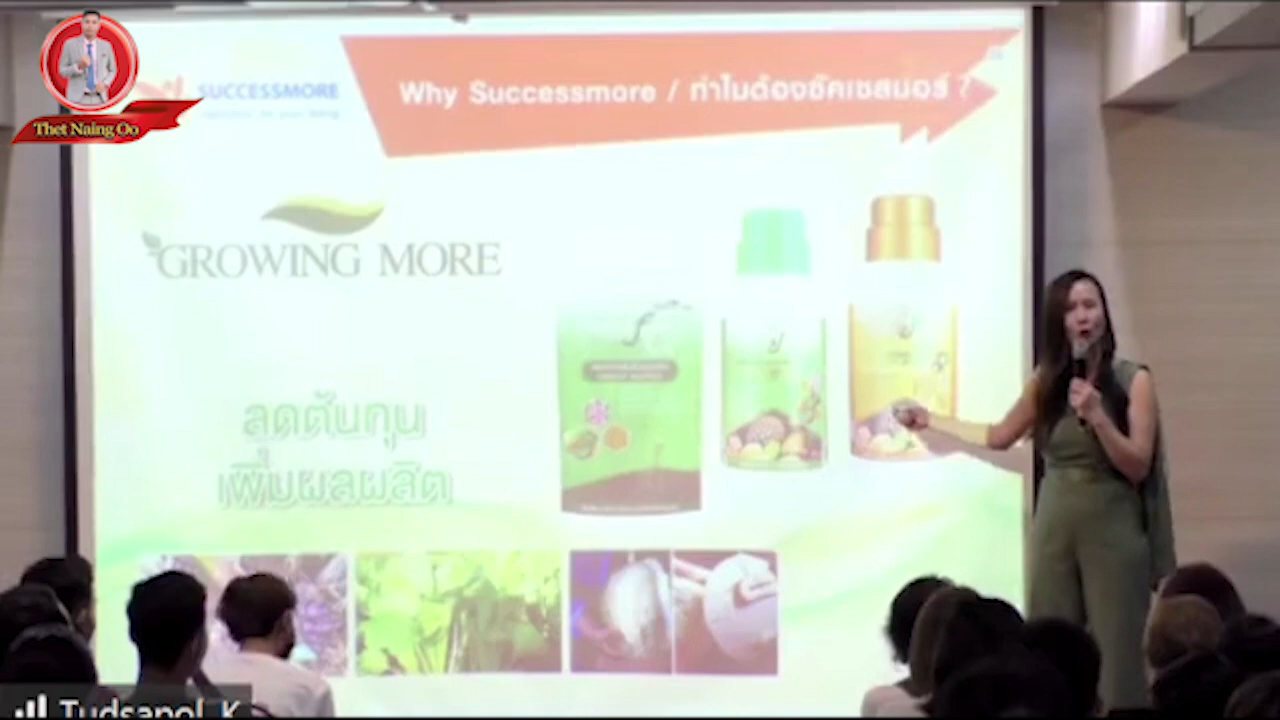 Thet Naing Oo
SUCCESSMORE
Why Successmore / ทำไมต้องซัคเซสมอร์ ?
GROWING MORE
ลดต้นทุน
เพิ่มผลผลิต
Tudsapol_K